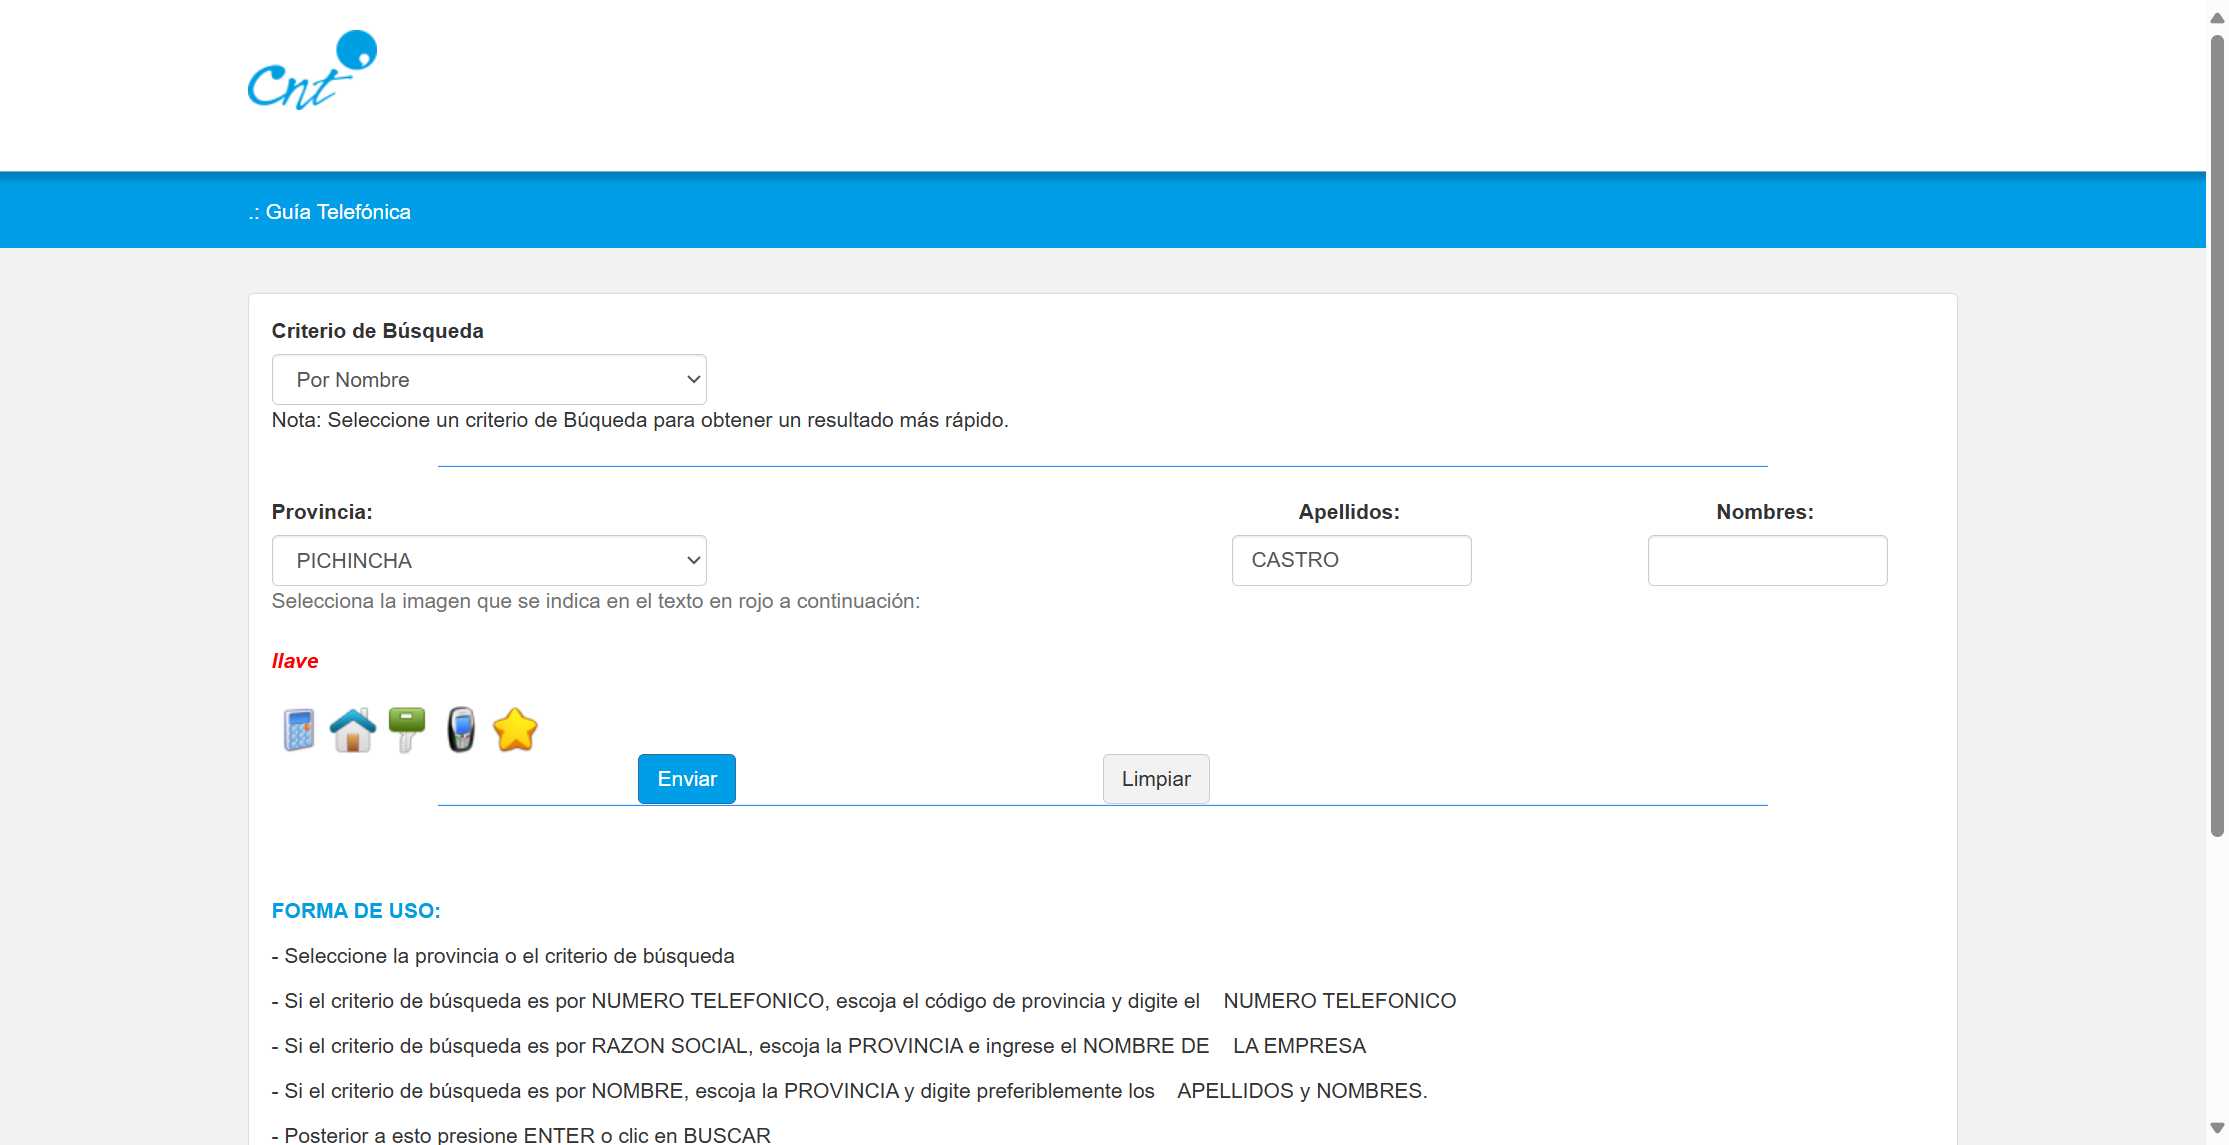 Cnt
.: Guía Telefónica
Criterio de Búsqueda
Por Nombre
Nota: Seleccione un criterio de Búqueda para obtener un resultado más rápido.
Provincia: Apellidos: Nombres:
PICHINCHA CASTRO
Selecciona la imagen que se indica en el texto en rojo a continuación:
llave
Enviar Limpiar
FORMA DE USO:
- Seleccione la provincia o el criterio de búsqueda
- Si el criterio de búsqueda es por NUMERO TELEFONICO, escoja el código de provincia y digite el NUMERO TELEFONICO
- Si el criterio de búsqueda es por RAZON SOCIAL, escoja la PROVINCIA e ingrese el NOMBRE DE LA EMPRESA
- Si el criterio de búsqueda es por NOMBRE, escoja la PROVINCIA y digite preferiblemente los APELLIDOS y NOMBRES.
- Posterior a esto presione ENTER o clic en BUSCAR